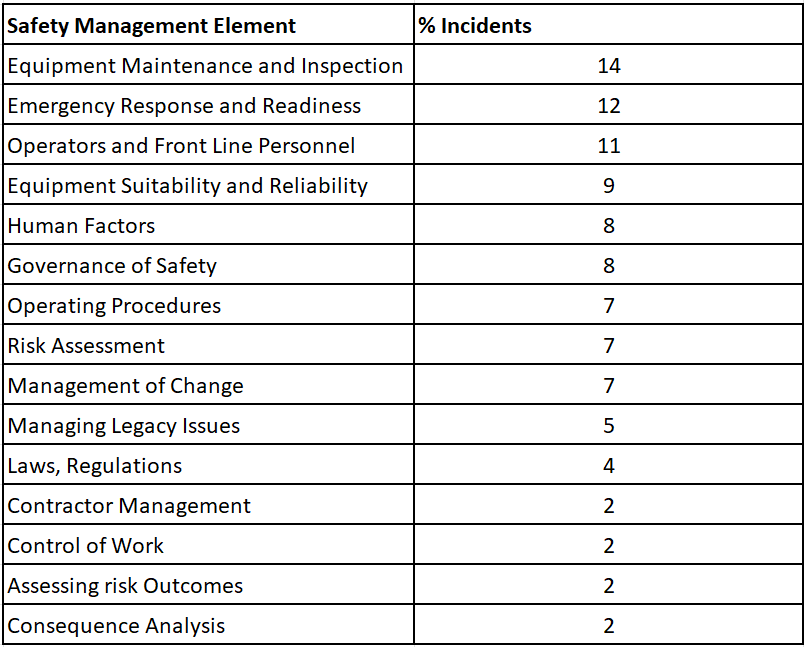 Safety Management Element % Incidents
Equipment Maintenance and Inspection 14
Emergency Response and Readiness 12
Operators and Front Line Personnel 11
Equipment Suitability and Reliability 9
Human Factors 8
Governance of Safety 8
Operating Procedures 7
Risk Assessment 7
Management of Change 7
Managing Legacy Issues 5
Laws, Regulations 4
Contractor Management 2
Control of Work 2
Assessing risk Outcomes 2
Consequence Analysis 2